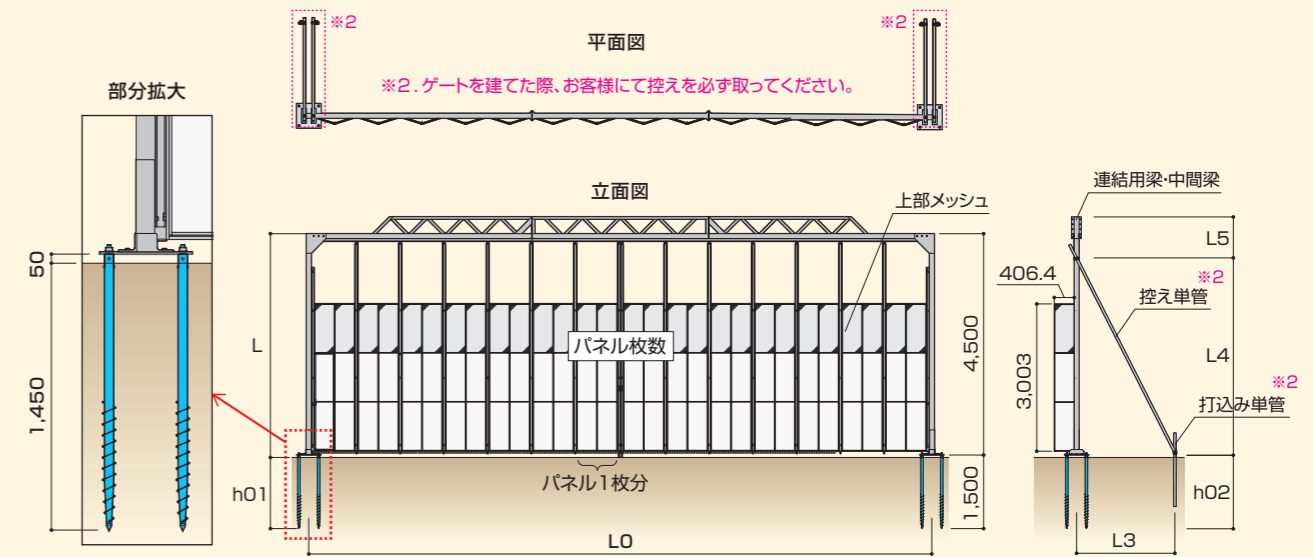 ※2
※2
平面図
※2.ゲートを建てた際、お客様にて控えを必ず取ってください。
部分拡大
50
1,450
立面図
上部メッシュ
連結用梁・中間梁
L5
406.4
※2
控え単管
L
パネル枚数
4,500
3,003
L4
※2
打込み単管
h01
パネル1枚分
1,500
h02
L0
L3